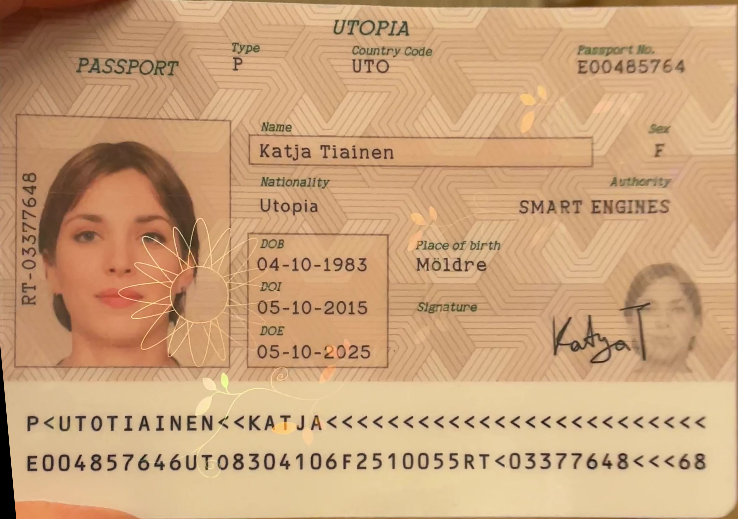 UTOPIA
PASSPORT
Type
P
Country Code
UTO
Passport No.
E00485764
RT-03377648
Name
Katja Tiainen
Sex
F
Nationality
Utopia
Authority
SMART ENGINES
DOB
04-10-1983
DOI
05-10-2015
DOE
05-10-2025
Place of birth
Möldre
Signature
Katya T
P<UTOTIAINEN<<KATJA<<<<<<<<<<<<<<<<<<<<<<<<<
E004857646UTO8304106F2510055RT<03377648<<<68